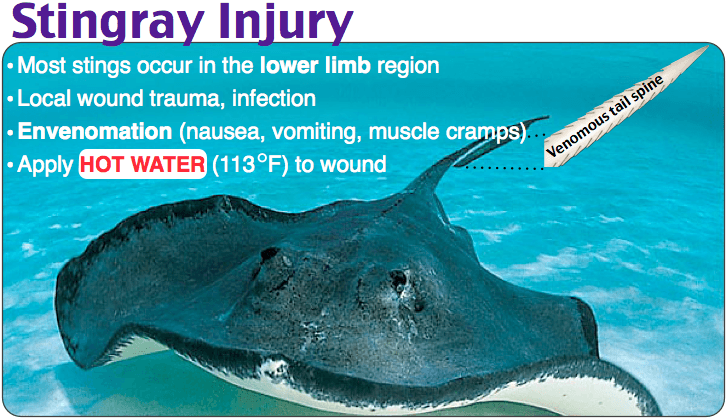 Stingray Injury
• Most stings occur in the lower limb region
• Local wound trauma, infection
• Envenomation (nausea, vomiting, muscle cramps)
• Apply HOT WATER (113°F) to wound
Venomous tail spine